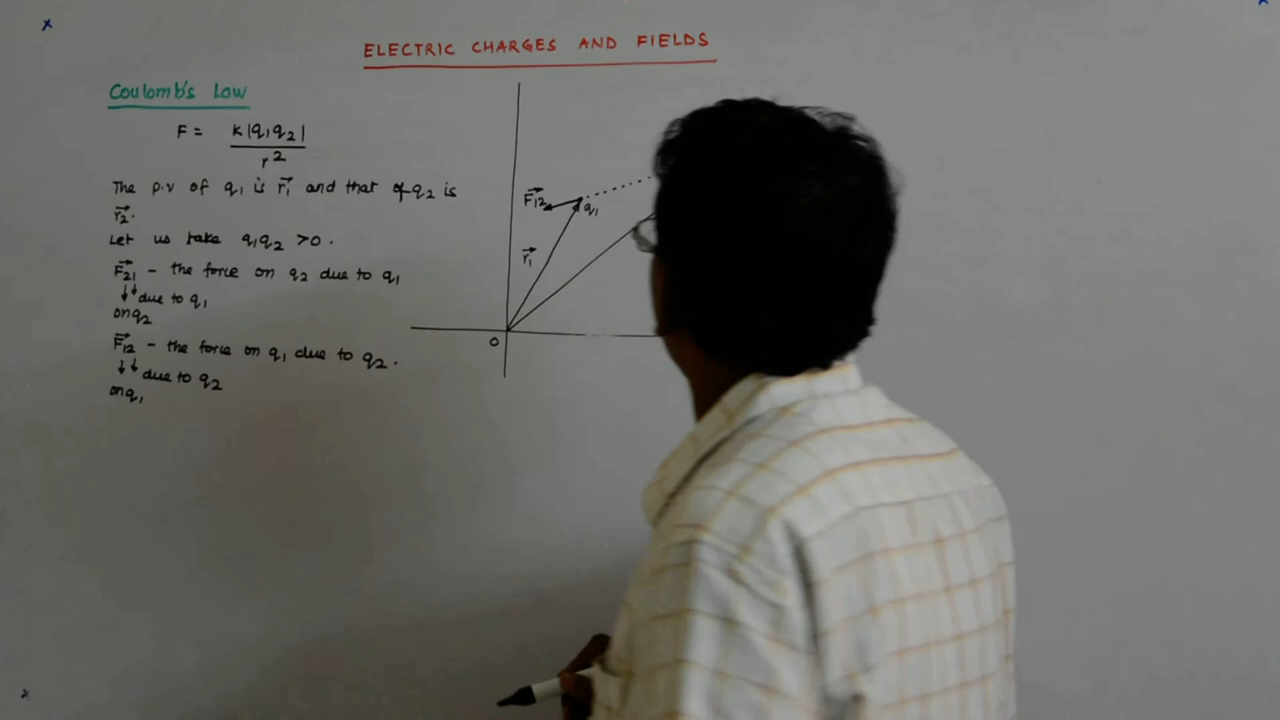 ELECTRIC CHARGES AND FIELDS
Coulomb's Law
F = k|q1q2|
r2
The p.v of q1 is r1 and that of q2 is
r2.
Let us take q1q2 >0.
F21 - the force on q2 due to q1
↓↓ due to q1
on q2
F12 - the force on q1 due to q2.
↓↓ due to q2
on q1
F12
q1
r1
O